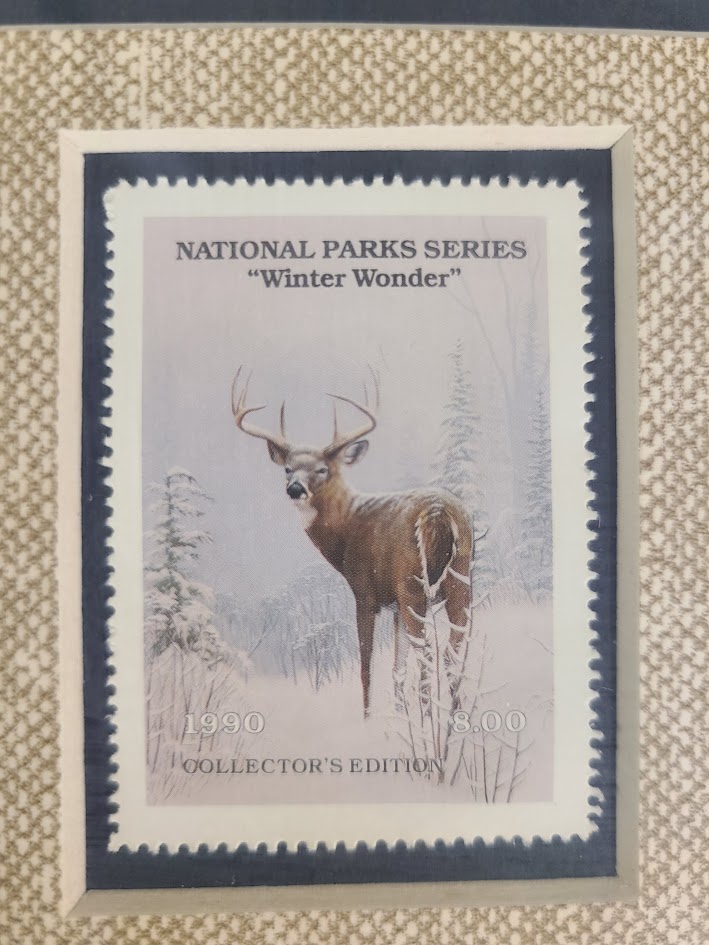 NATIONAL PARKS SERIES
“Winter Wonder”
1990 8.00
COLLECTOR'S EDITION